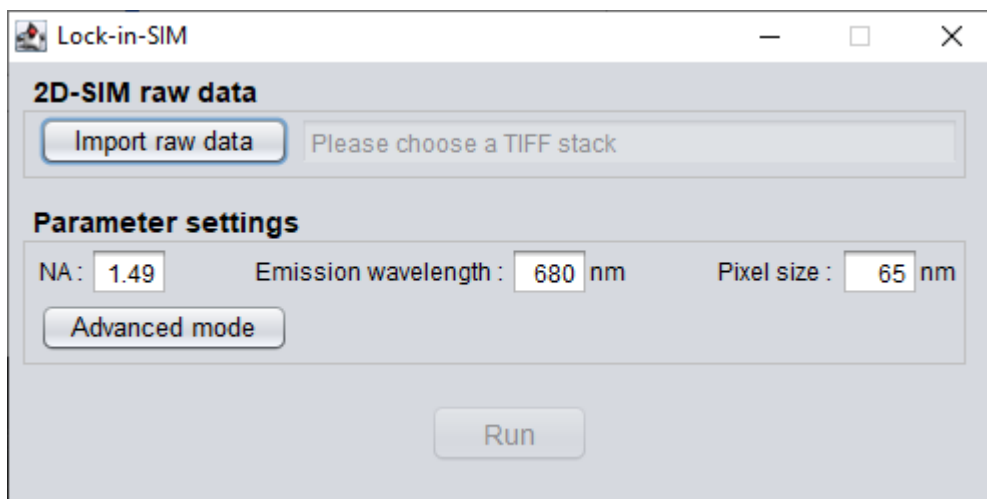 Lock-in-SIM
2D-SIM raw data
Import raw data Please choose a TIFF stack
Parameter settings
NA : 1.49 Emission wavelength : 680 nm Pixel size : 65 nm
Advanced mode
Run